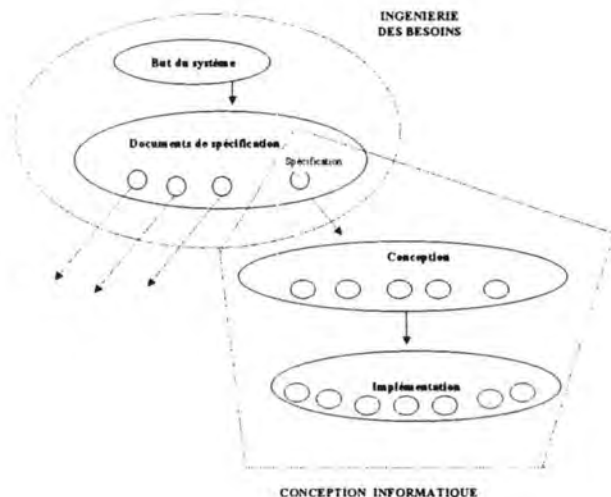 INGENIERIE
DES BESOINS
But du système
Documents de spécification
Spécification
Conception
Implémentation
CONCEPTION INFORMATIQUE